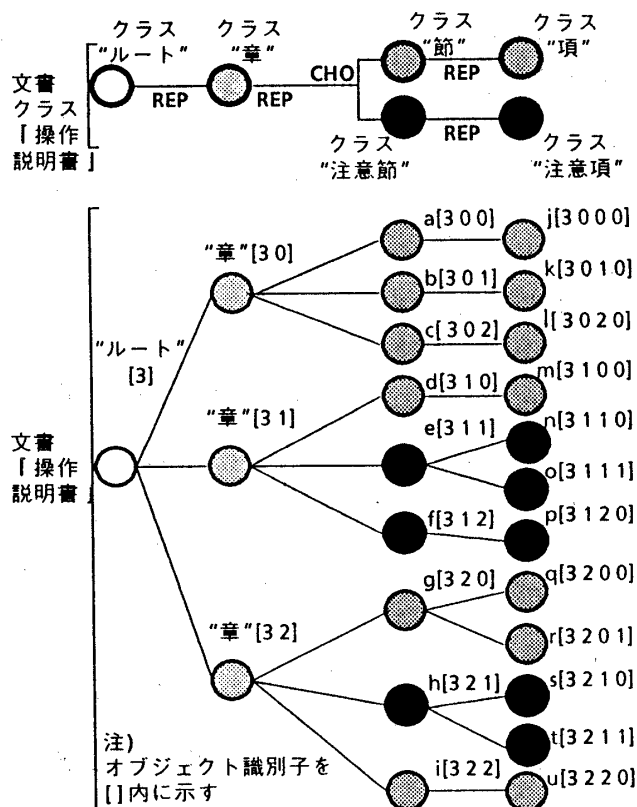 クラス
"ルート"
クラス
"章"
クラス
"節"
クラス
"項"
文書
クラス
「操作
説明書」
REP
REP
CHO
REP
REP
クラス
"注意節"
クラス
"注意項"
"ルート"
[3]
文書
「操作
説明書」
"章"[3 0]
"章"[3 1]
"章"[3 2]
a[3 0 0]
j[3 0 0 0]
b[3 0 1]
k[3 0 1 0]
c[3 0 2]
l[3 0 2 0]
d[3 1 0]
m[3 1 0 0]
e[3 1 1]
n[3 1 1 0]
o[3 1 1 1]
f[3 1 2]
p[3 1 2 0]
g[3 2 0]
q[3 2 0 0]
r[3 2 0 1]
h[3 2 1]
s[3 2 1 0]
t[3 2 1 1]
i[3 2 2]
u[3 2 2 0]
注)
オブジェクト識別子を
[]内に示す